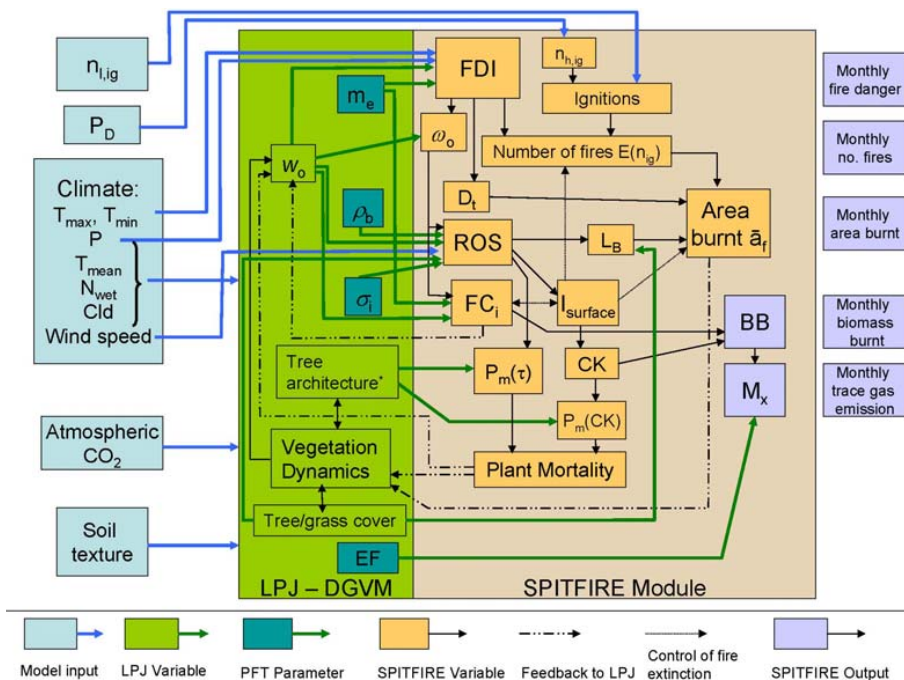 n_l,ig
P_D
Climate:
T_max, T_min
P
T_mean
N_wet
Cld
Wind speed
Atmospheric
CO_2
Soil
texture
m_e
w_o
ρ_b
σ_i
Tree
architecture*
Vegetation
Dynamics
Tree/grass cover
EF
LPJ – DGVM
FDI
n_h,ig
Ignitions
ω_o
Number of fires E(n_ig)
D_t
ROS
L_B
Area
burnt ā_f
FC_i
I_surface
BB
P_m(τ)
CK
M_x
P_m(CK)
Plant Mortality
SPITFIRE Module
Monthly
fire danger
Monthly
no. fires
Monthly
area burnt
Monthly
biomass
burnt
Monthly
trace gas
emission
Model input
LPJ Variable
PFT Parameter
SPITFIRE Variable
Feedback to LPJ
Control of fire
extinction
SPITFIRE Output